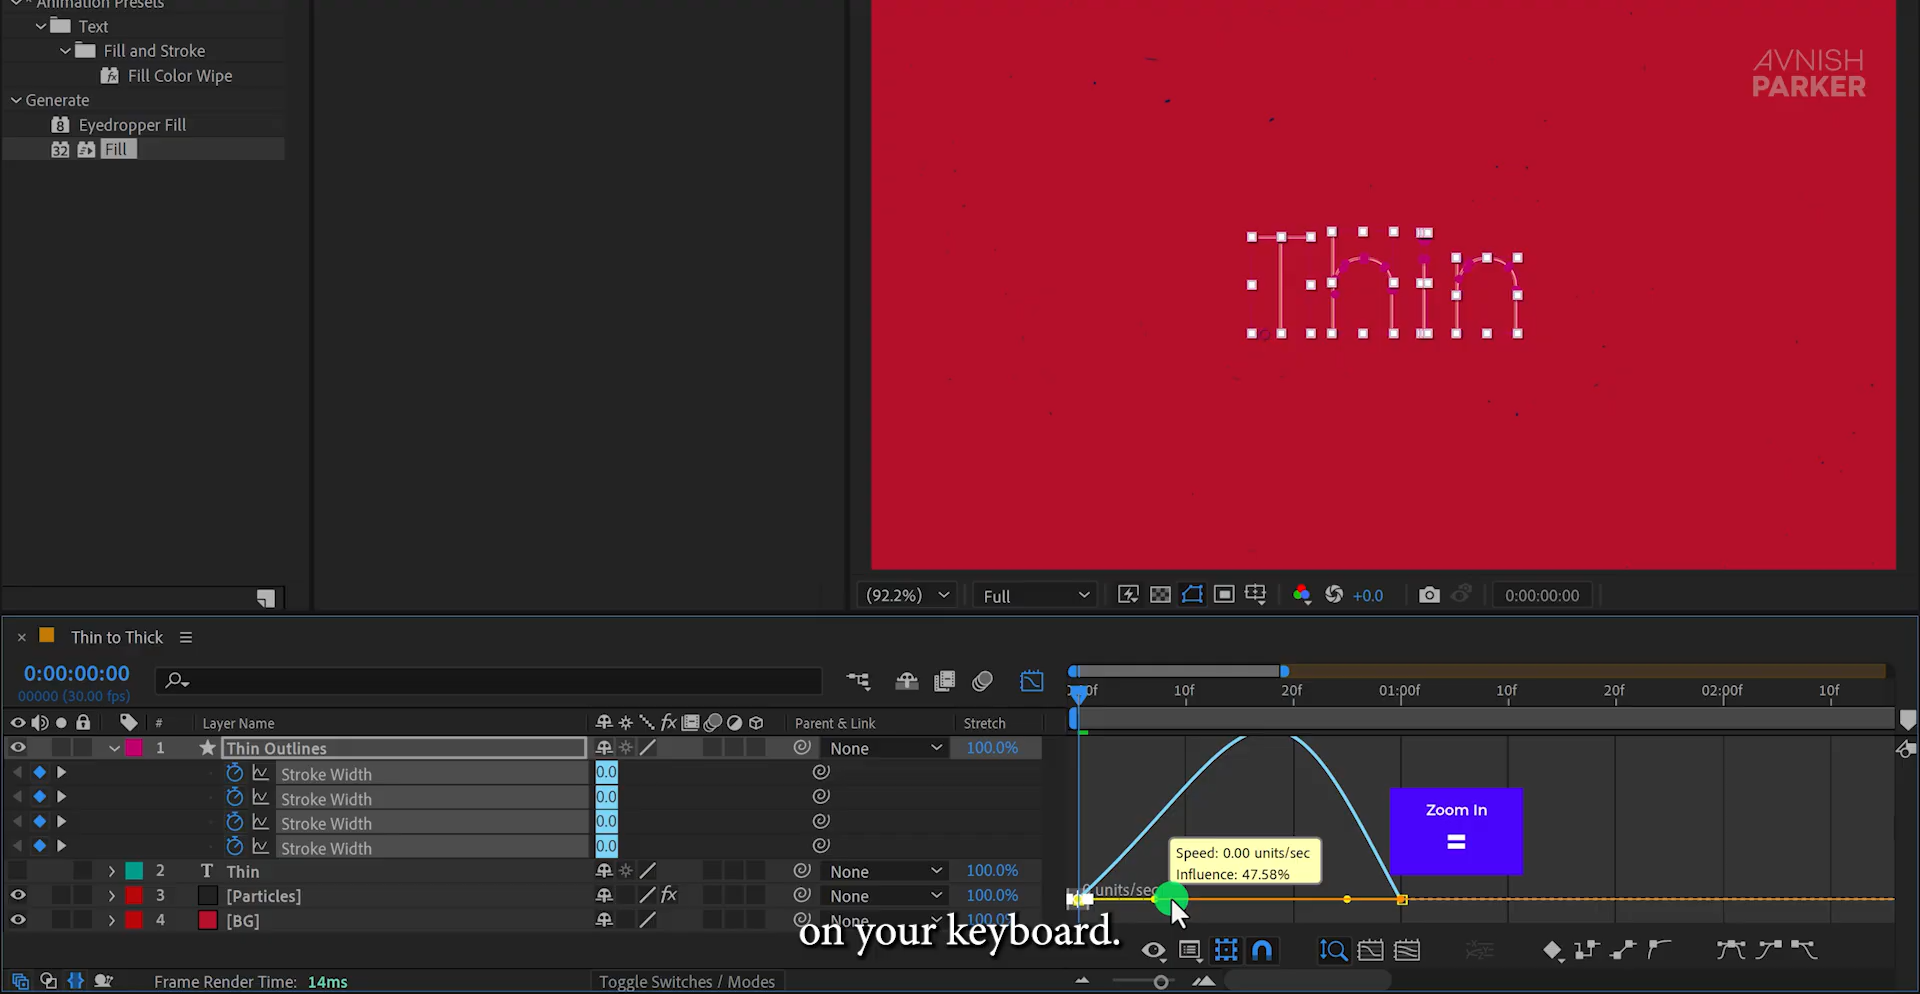 Animation Presets
Text
Fill and Stroke
Fill Color Wipe
Generate
8 Eyedropper Fill
32 Fill
AVNISH
PARKER
Thin
(92.2%) Full +0.0 0:00:00:00
Thin to Thick
0:00:00:00
00000 (30.00 fps)
# Layer Name fx Parent & Link Stretch
10f 20f 01:00f 10f 20f 02:00f 10f
1 Thin Outlines None 100.0%
Stroke Width 0.0
Stroke Width 0.0
Stroke Width 0.0
Stroke Width 0.0
2 T Thin None 100.0%
3 [Particles] fx None 100.0%
4 [BG] None 100.0%
Zoom In
=
Speed: 0.00 units/sec
Influence: 47.58%
units/sec
on your keyboard.
Frame Render Time: 14ms
Toggle Switches / Modes